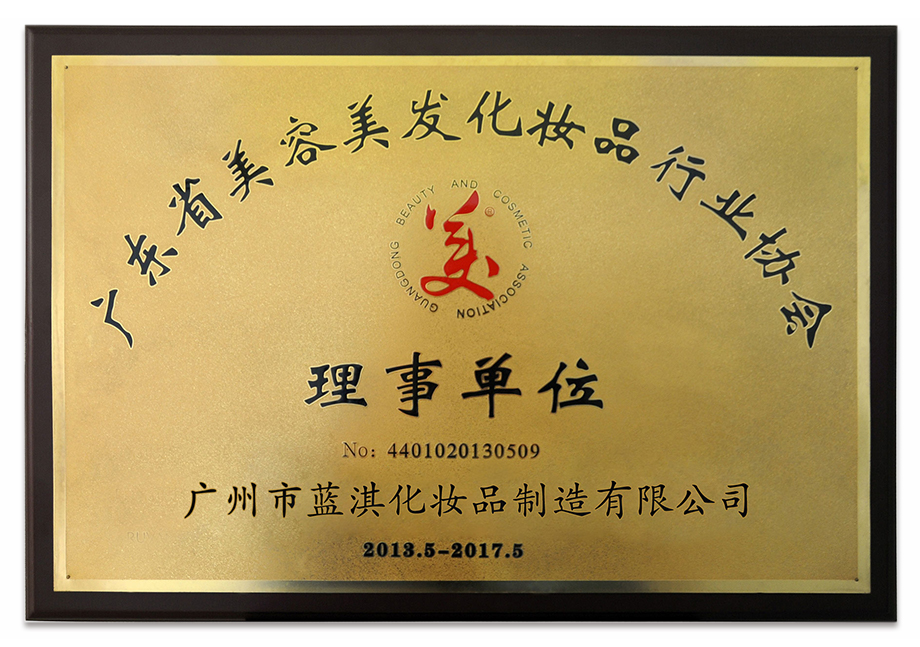 广东省美容美发化妆品行业协会
GUANGDONG BEAUTY AND COSMETIC ASSOCIATION
美
®
理事单位
No: 4401020130509
广州市蓝淇化妆品制造有限公司
2013.5-2017.5